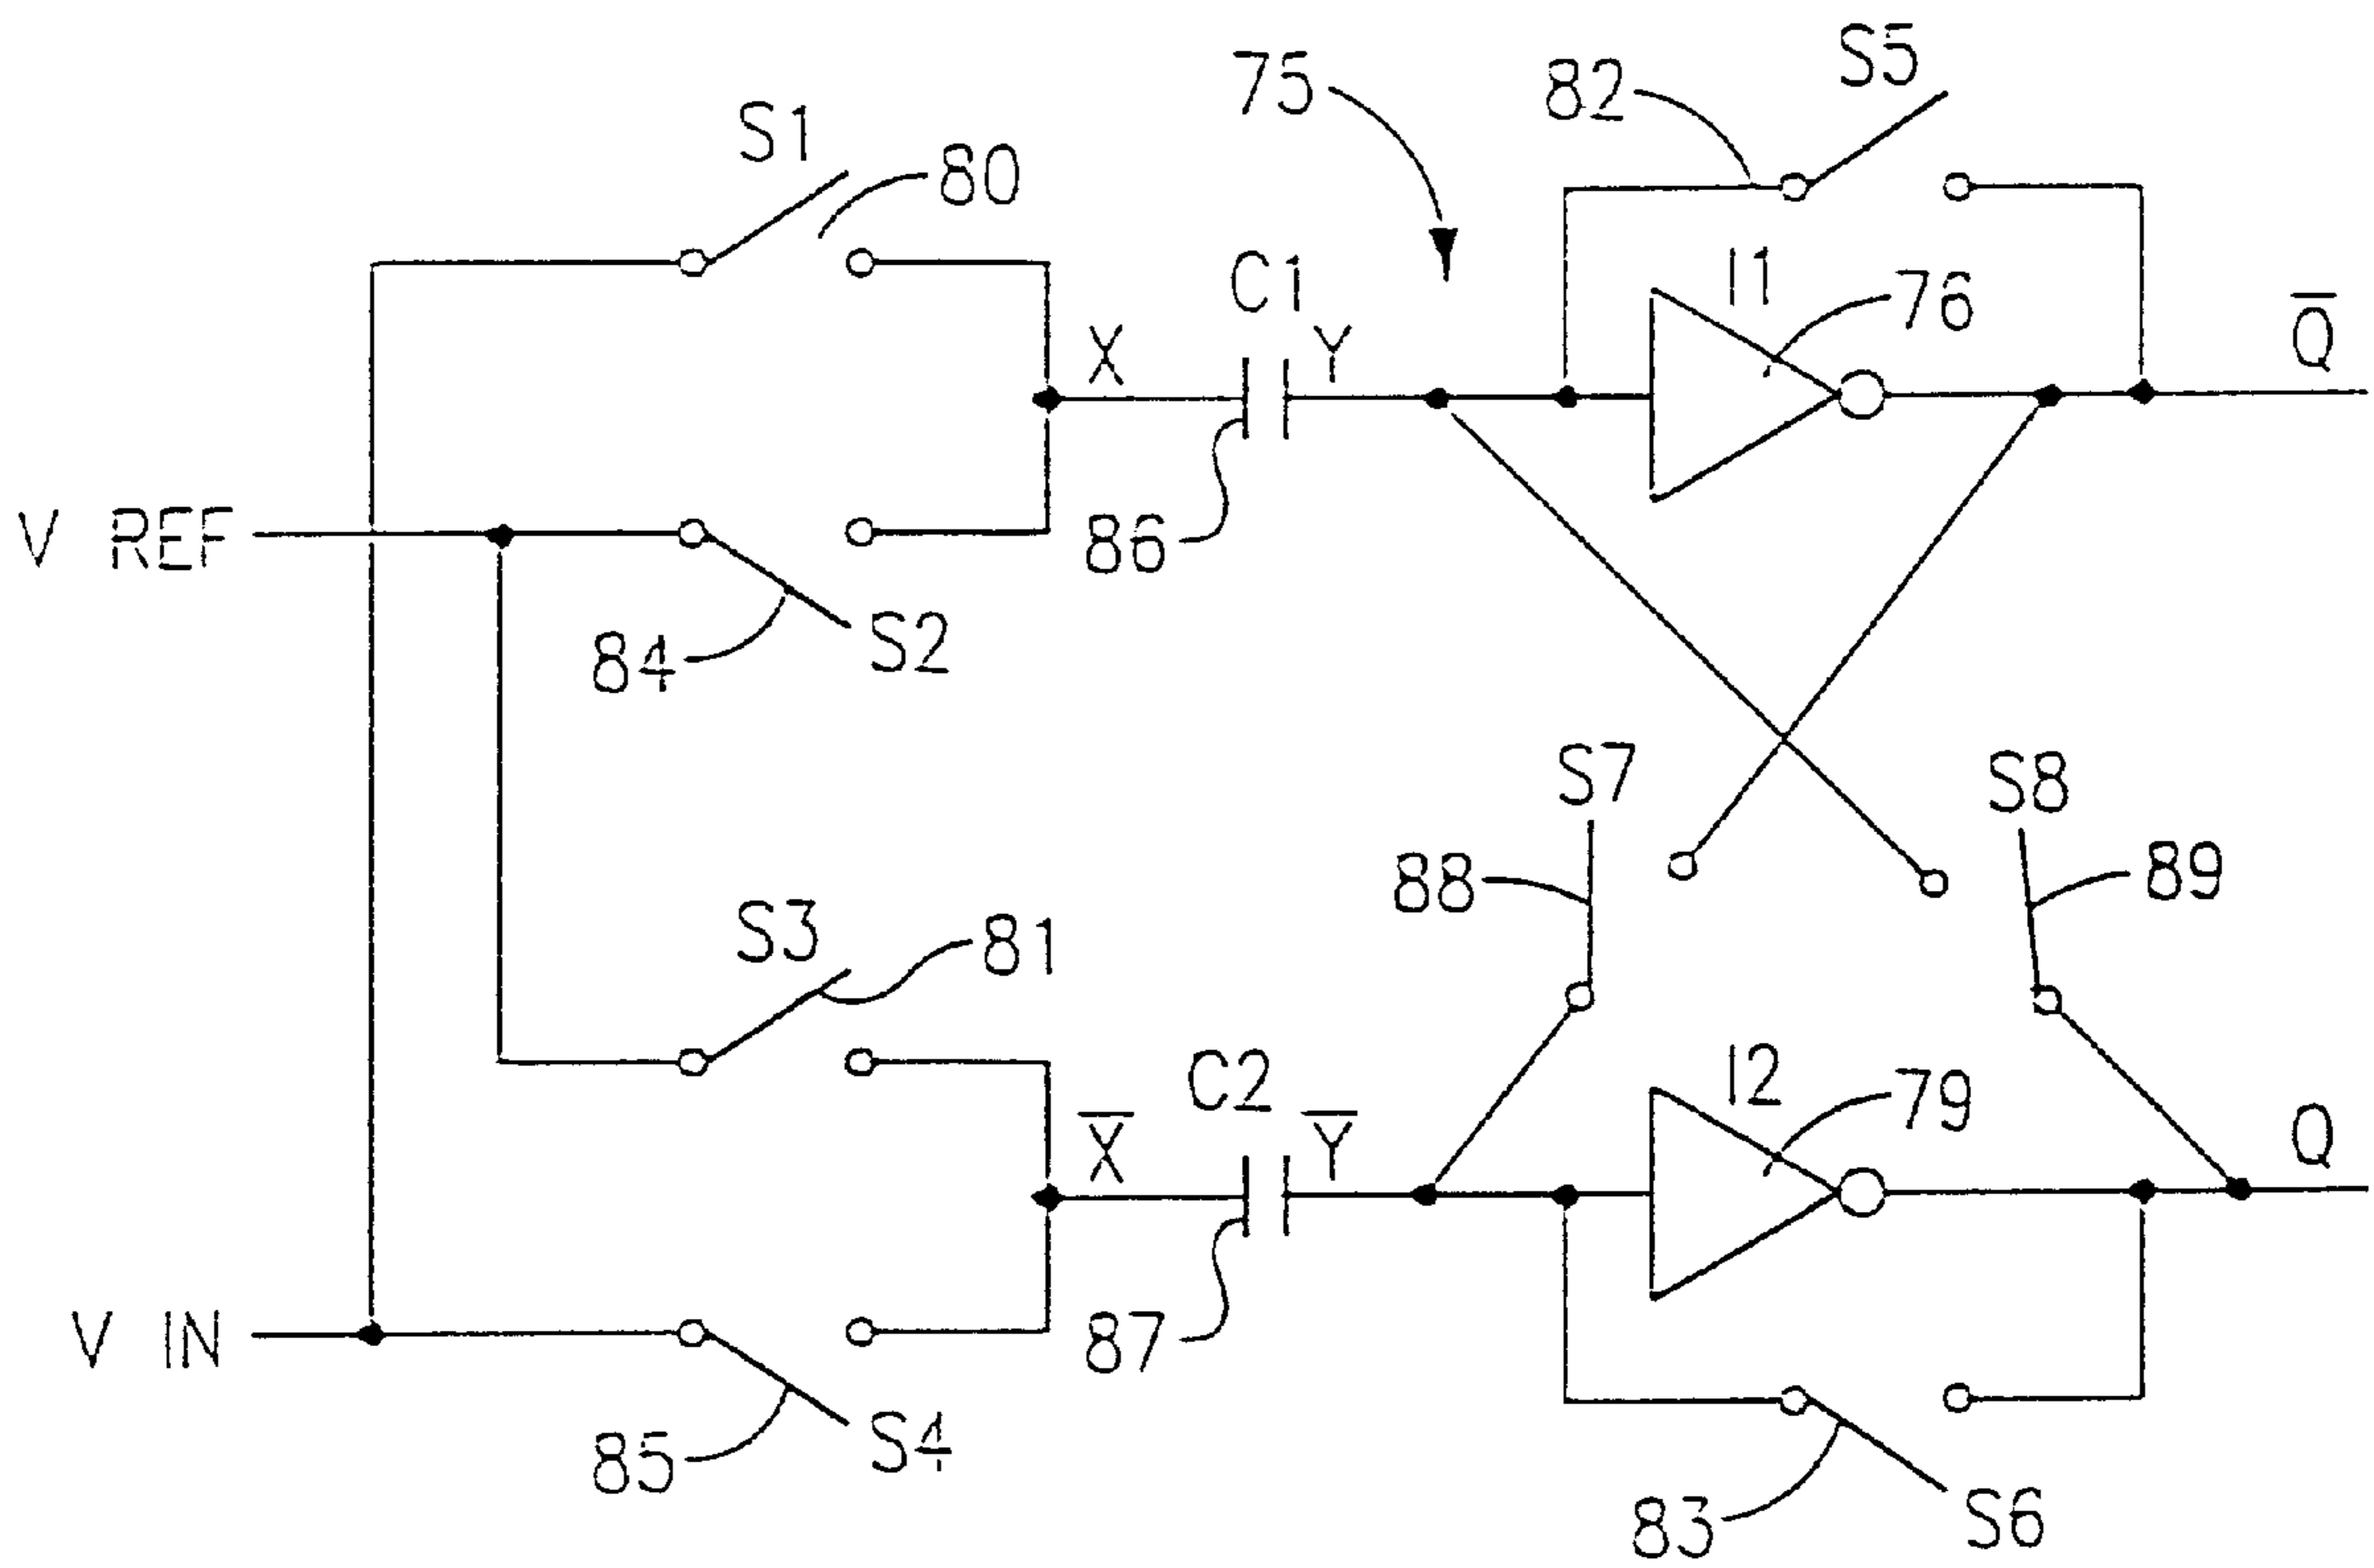 S5
75
82
S1
80
I1
C1
76
Q̅
X
Y
V REF
86
S2
84
S7
S8
88
89
S3
81
C2
I2
79
X̅
Y̅
Q
V IN
87
S4
85
83
S6